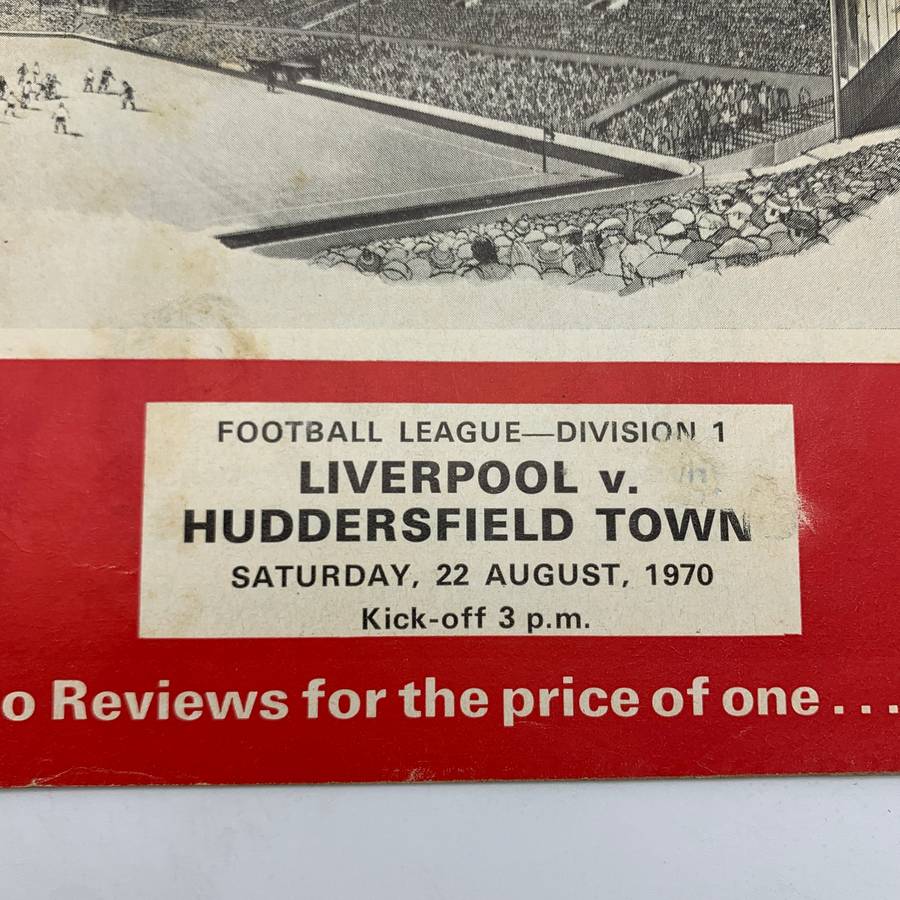 FOOTBALL LEAGUE—DIVISION 1
LIVERPOOL v.
HUDDERSFIELD TOWN
SATURDAY, 22 AUGUST, 1970
Kick-off 3 p.m.
o Reviews for the price of one . . .